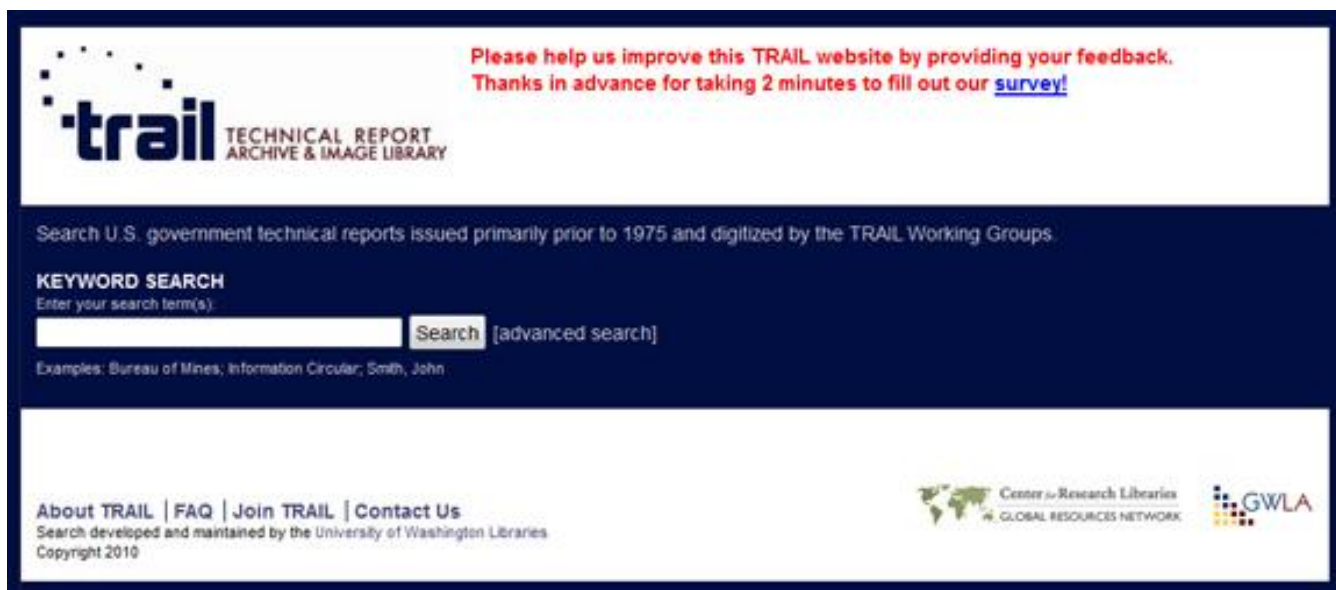 Please help us improve this TRAIL website by providing your feedback.
Thanks in advance for taking 2 minutes to fill out our survey!
trail TECHNICAL REPORT
ARCHIVE & IMAGE LIBRARY
Search U.S. government technical reports issued primarily prior to 1975 and digitized by the TRAIL Working Groups.
KEYWORD SEARCH
Enter your search term(s):
Search [advanced search]
Examples: Bureau of Mines; Information Circular; Smith, John
Center for Research Libraries
GLOBAL RESOURCES NETWORK
GWLA
About TRAIL | FAQ | Join TRAIL | Contact Us
Search developed and maintained by the University of Washington Libraries
Copyright 2010